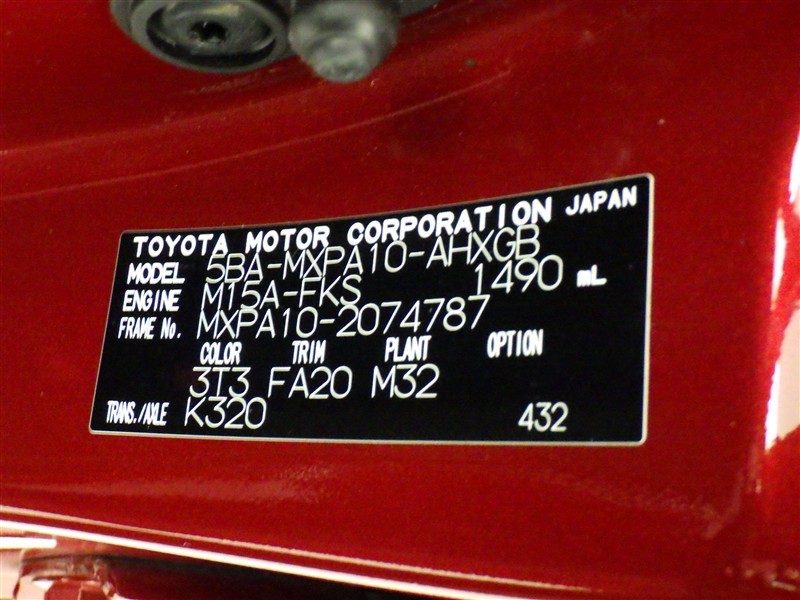 TOYOTA MOTOR CORPORATION JAPAN
MODEL 5BA-MXPA10-AHXGB
ENGINE M15A-FKS 1490 mL
FRAME No. MXPA10-2074787
COLOR TRIM PLANT OPTION
3T3 FA20 M32
TRANS./AXLE K320 432